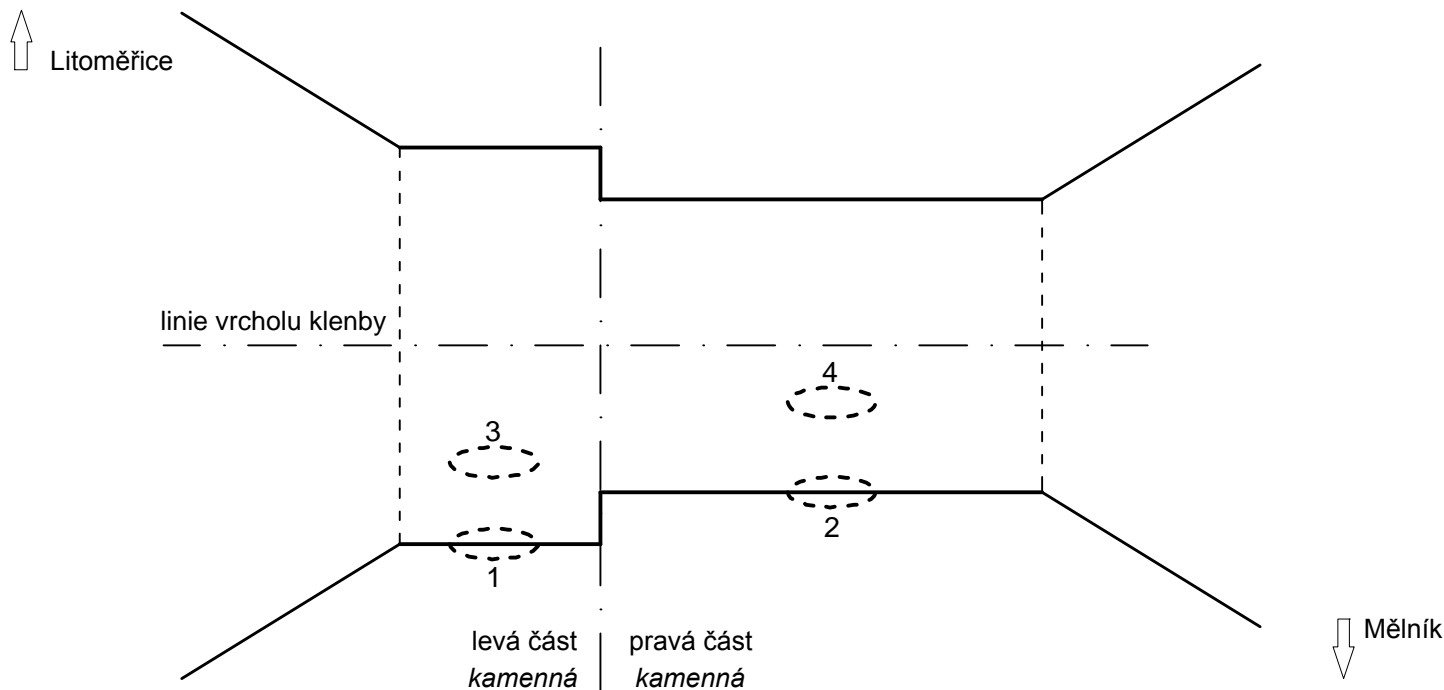 Litoměřice
linie vrcholu klenby
4
3
2
1
levá část
kamenná
pravá část
kamenná
Mělník